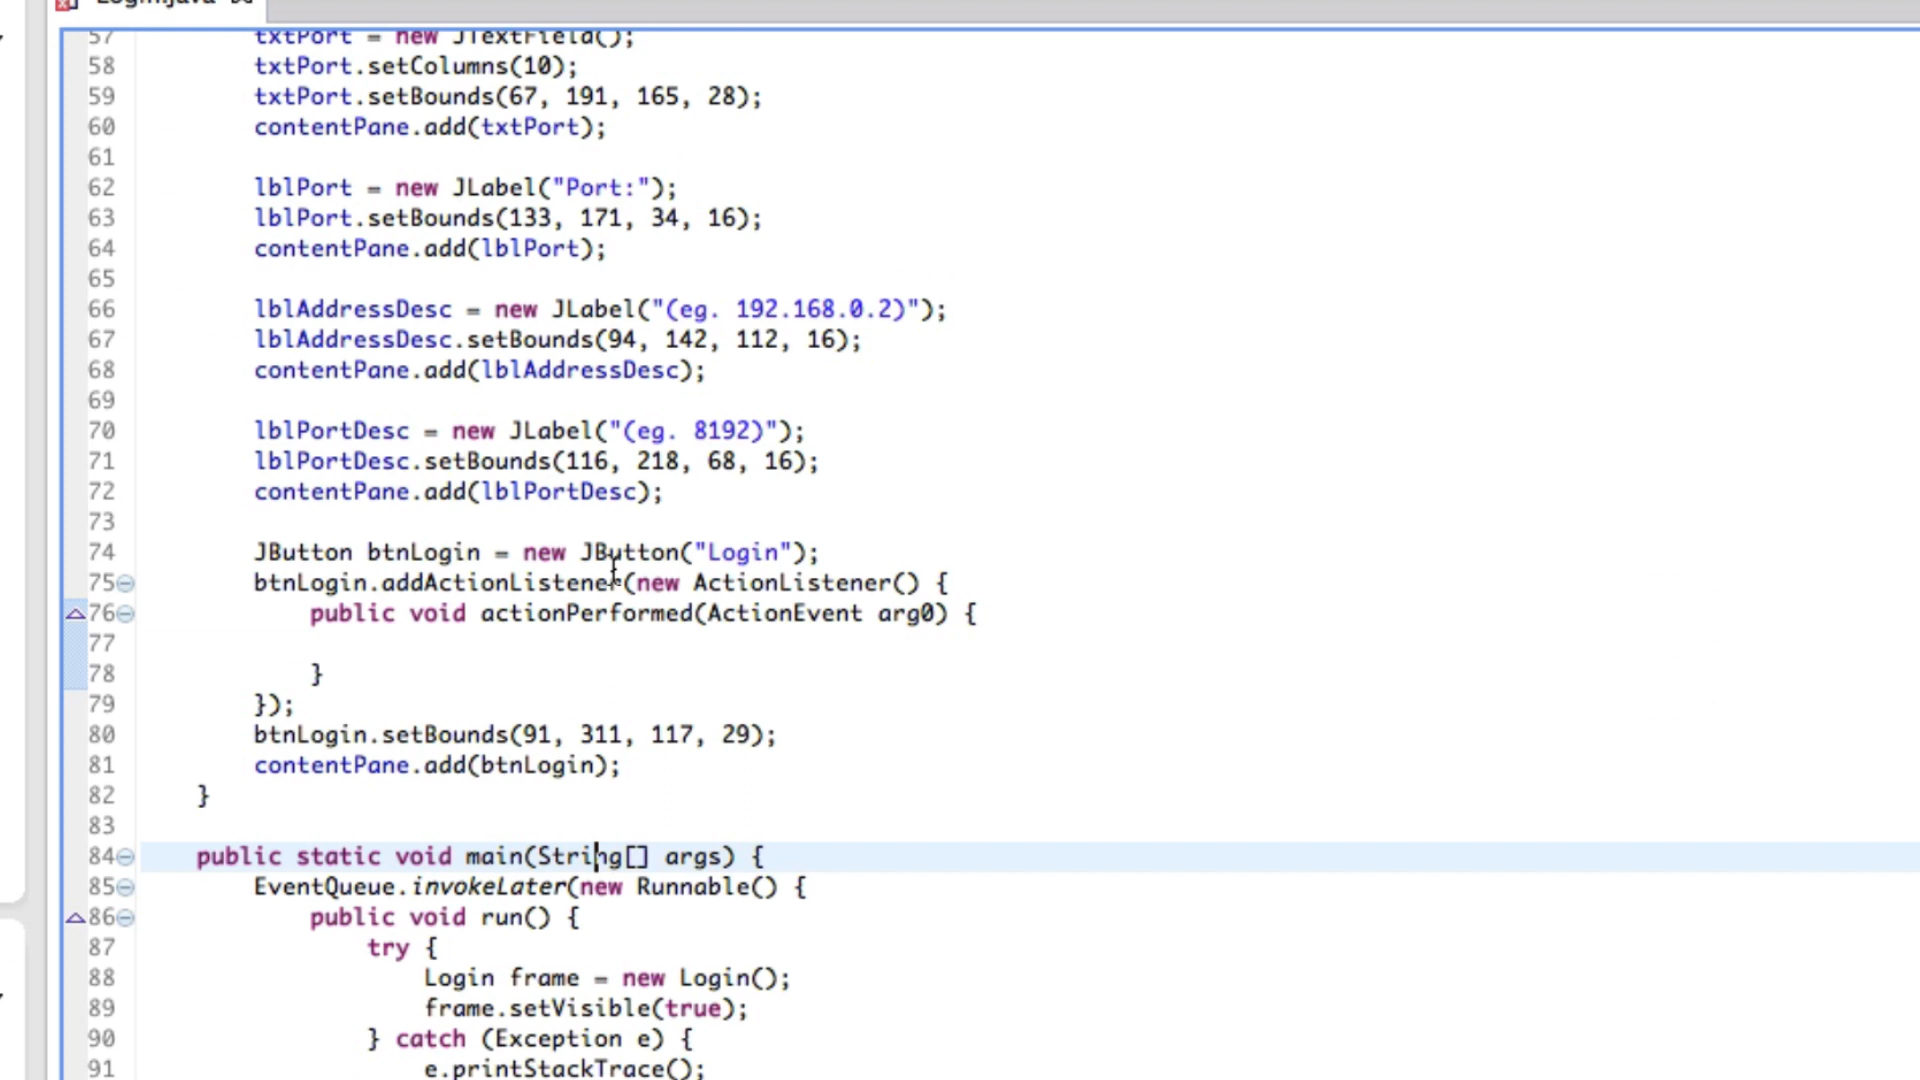 Login.java
57 txtPort = new JTextField();
58 txtPort.setColumns(10);
59 txtPort.setBounds(67, 191, 165, 28);
60 contentPane.add(txtPort);
61
62 lblPort = new JLabel("Port:");
63 lblPort.setBounds(133, 171, 34, 16);
64 contentPane.add(lblPort);
65
66 lblAddressDesc = new JLabel("(eg. 192.168.0.2)");
67 lblAddressDesc.setBounds(94, 142, 112, 16);
68 contentPane.add(lblAddressDesc);
69
70 lblPortDesc = new JLabel("(eg. 8192)");
71 lblPortDesc.setBounds(116, 218, 68, 16);
72 contentPane.add(lblPortDesc);
73
74 JButton btnLogin = new JButton("Login");
75 btnLogin.addActionListener(new ActionListener() {
76 public void actionPerformed(ActionEvent arg0) {
77
78 }
79 });
80 btnLogin.setBounds(91, 311, 117, 29);
81 contentPane.add(btnLogin);
82 }
83
84 public static void main(String[] args) {
85 EventQueue.invokeLater(new Runnable() {
86 public void run() {
87 try {
88 Login frame = new Login();
89 frame.setVisible(true);
90 } catch (Exception e) {
91 e.printStackTrace();